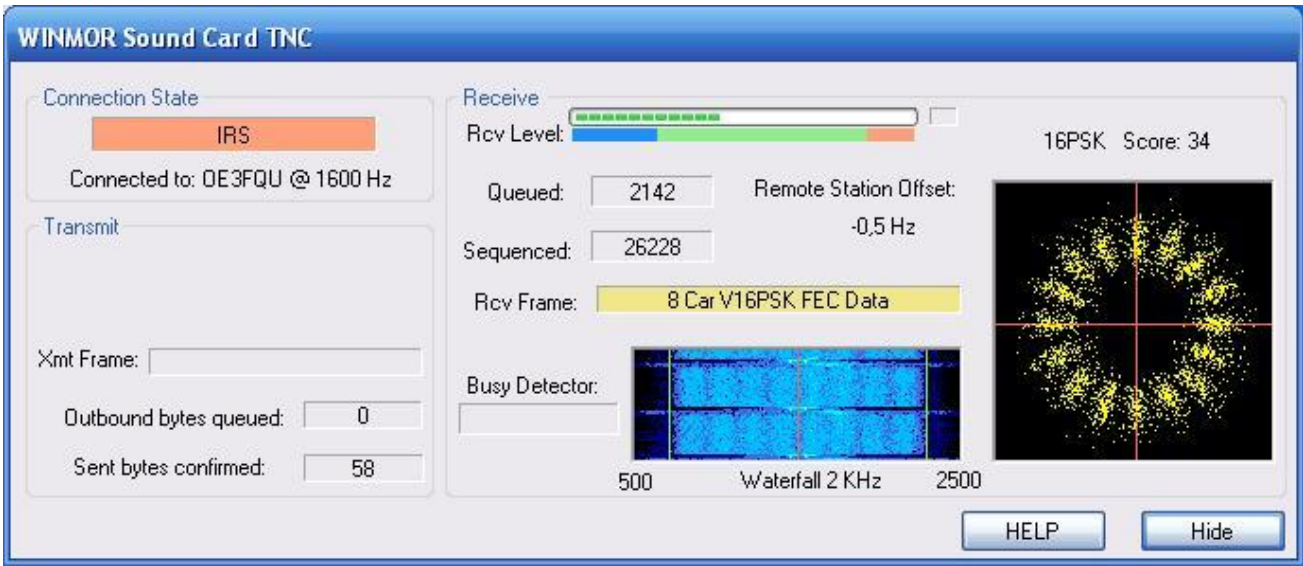 WINMOR Sound Card TNC
Connection State
IRS
Connected to: OE3FQU @ 1600 Hz
Transmit
Xmt Frame:
Outbound bytes queued: 0
Sent bytes confirmed: 58
Receive
Rcv Level:
Queued: 2142
Sequenced: 26228
Remote Station Offset:
-0,5 Hz
Rcv Frame: 8 Car V16PSK FEC Data
Busy Detector:
500 Waterfall 2 KHz 2500
16PSK Score: 34
HELP Hide